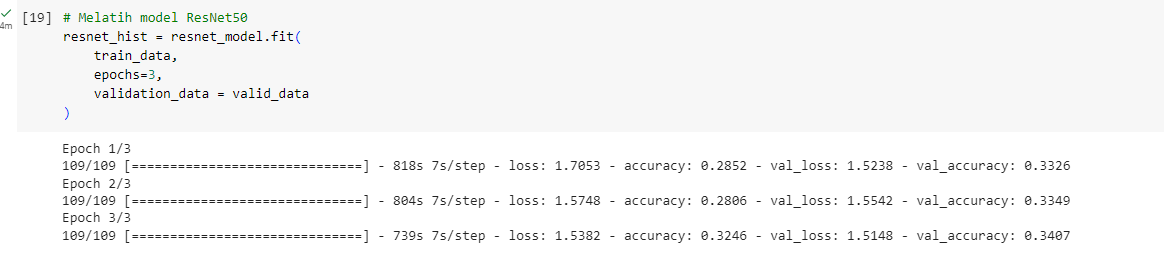 [19] # Melatih model ResNet50
4m
resnet_hist = resnet_model.fit(
train_data,
epochs=3,
validation_data = valid_data
)
Epoch 1/3
109/109 [==============================] - 818s 7s/step - loss: 1.7053 - accuracy: 0.2852 - val_loss: 1.5238 - val_accuracy: 0.3326
Epoch 2/3
109/109 [==============================] - 804s 7s/step - loss: 1.5748 - accuracy: 0.2806 - val_loss: 1.5542 - val_accuracy: 0.3349
Epoch 3/3
109/109 [==============================] - 739s 7s/step - loss: 1.5382 - accuracy: 0.3246 - val_loss: 1.5148 - val_accuracy: 0.3407